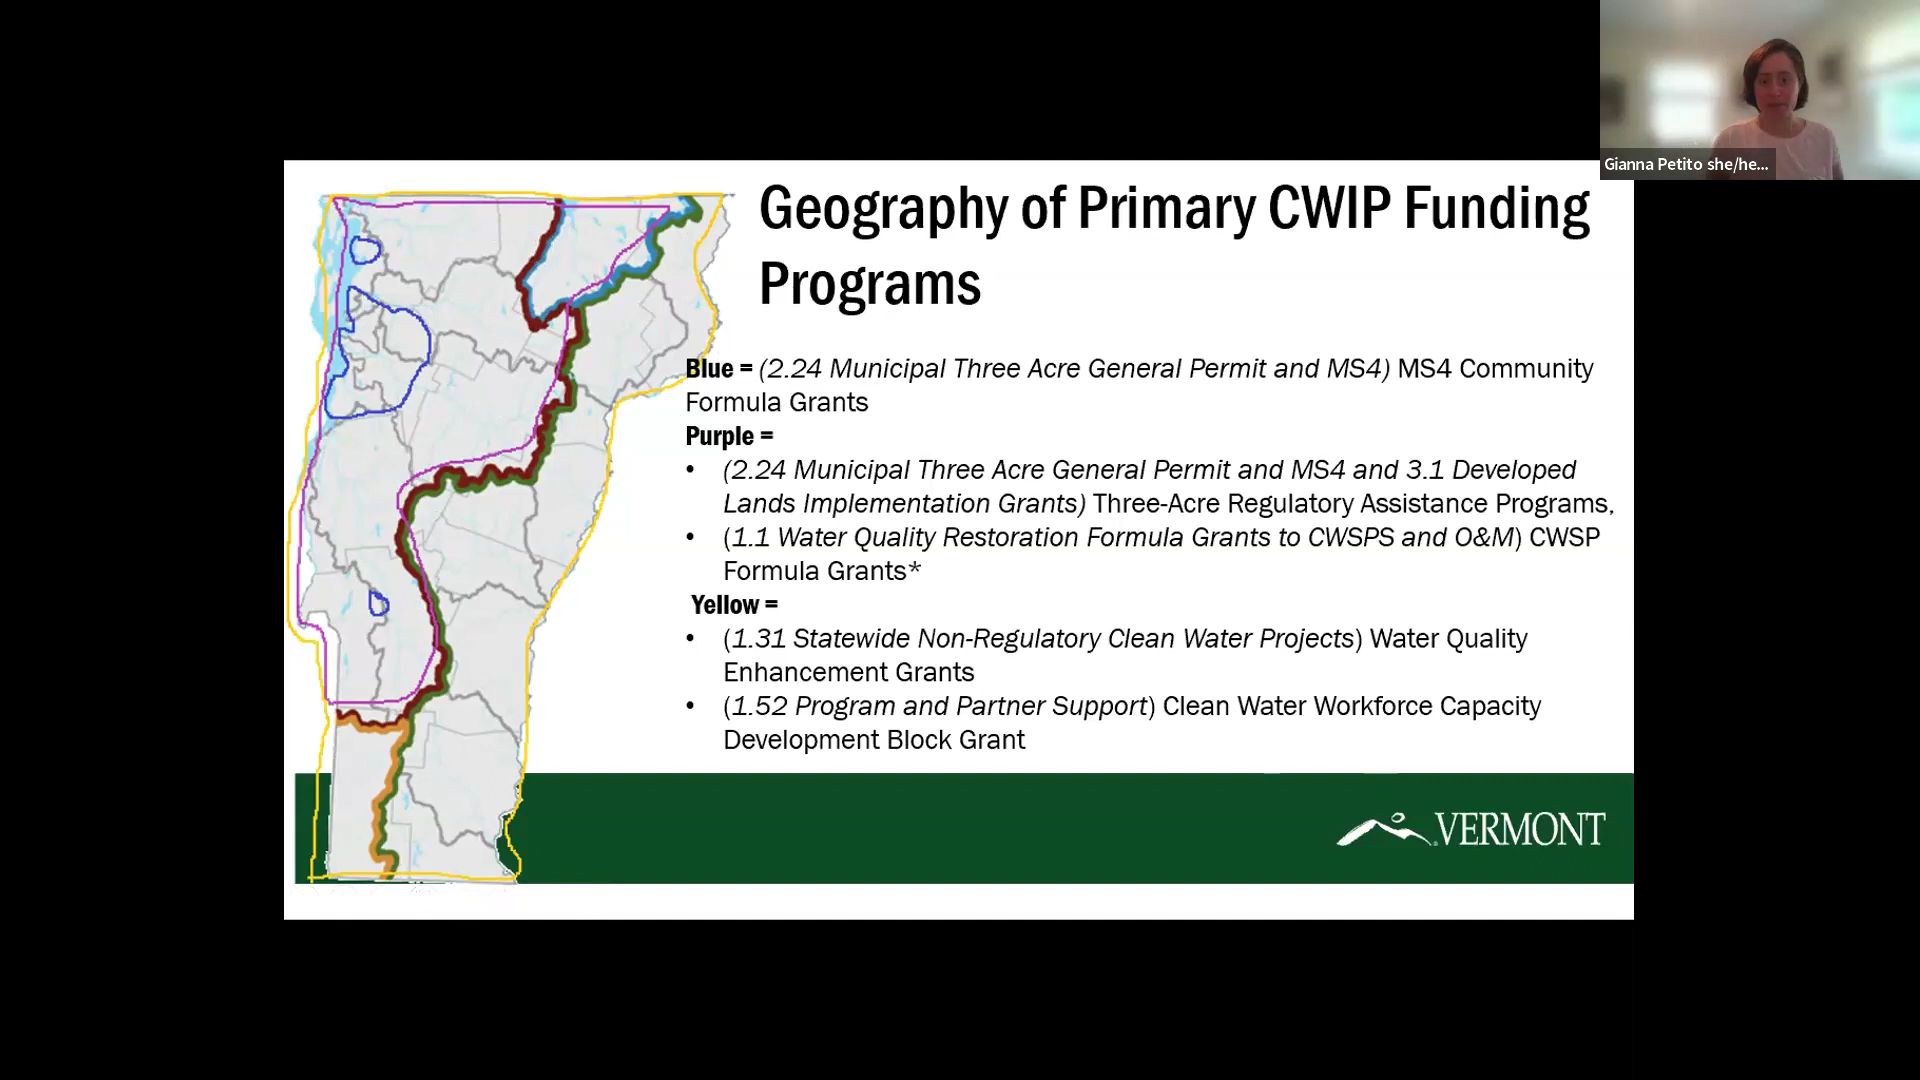 Gianna Petito she/he...
Geography of Primary CWIP Funding
Programs
Blue = (2.24 Municipal Three Acre General Permit and MS4) MS4 Community
Formula Grants
Purple =
• (2.24 Municipal Three Acre General Permit and MS4 and 3.1 Developed
Lands Implementation Grants) Three-Acre Regulatory Assistance Programs,
• (1.1 Water Quality Restoration Formula Grants to CWSPS and O&M) CWSP
Formula Grants*
Yellow =
• (1.31 Statewide Non-Regulatory Clean Water Projects) Water Quality
Enhancement Grants
• (1.52 Program and Partner Support) Clean Water Workforce Capacity
Development Block Grant
VERMONT